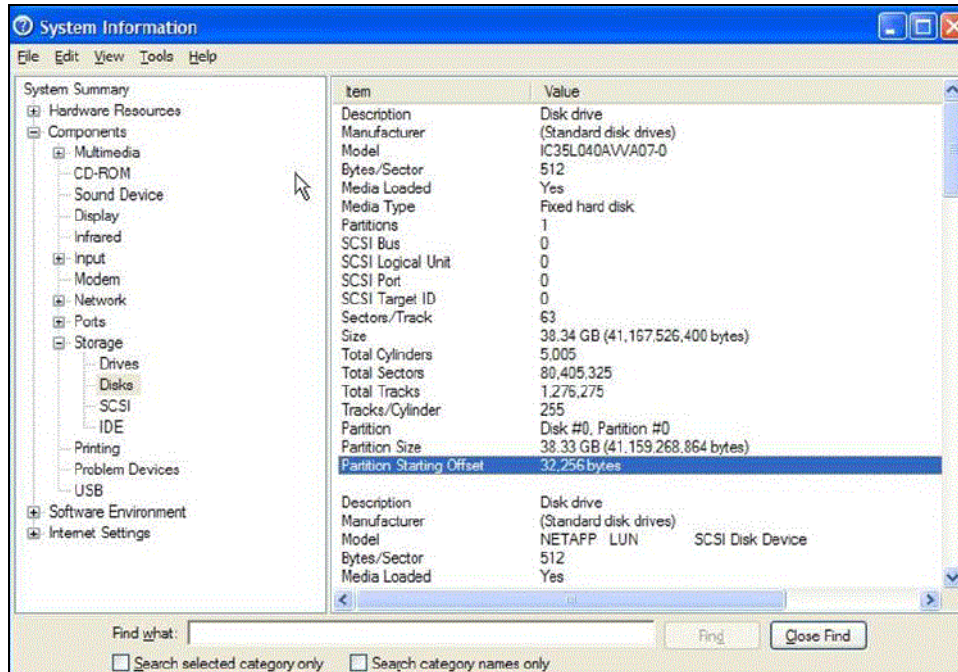 System Information
File Edit View Tools Help
System Summary
Hardware Resources
Components
Multimedia
CD-ROM
Sound Device
Display
Infrared
Input
Modem
Network
Ports
Storage
Drives
Disks
SCSI
IDE
Printing
Problem Devices
USB
Software Environment
Internet Settings
Item Value
Description Disk drive
Manufacturer (Standard disk drives)
Model IC35L040AVVA07-0
Bytes/Sector 512
Media Loaded Yes
Media Type Fixed hard disk
Partitions 1
SCSI Bus 0
SCSI Logical Unit 0
SCSI Port 0
SCSI Target ID 0
Sectors/Track 63
Size 38.34 GB (41,167,526,400 bytes)
Total Cylinders 5,005
Total Sectors 80,405,325
Total Tracks 1,276,275
Tracks/Cylinder 255
Partition Disk #0, Partition #0
Partition Size 38.33 GB (41,159,268,864 bytes)
Partition Starting Offset 32,256 bytes
Description Disk drive
Manufacturer (Standard disk drives)
Model NETAPP LUN SCSI Disk Device
Bytes/Sector 512
Media Loaded Yes
Find what: Find Close Find
Search selected category only Search category names only